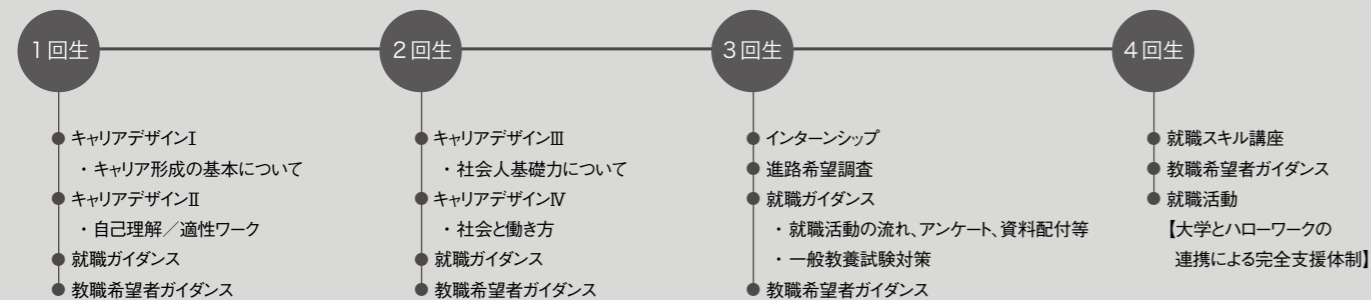 1回生
キャリアデザインⅠ
・キャリア形成の基本について
キャリアデザインⅡ
・自己理解／適性ワーク
就職ガイダンス
教職希望者ガイダンス
2回生
キャリアデザインⅢ
・社会人基礎力について
キャリアデザインⅣ
・社会と働き方
就職ガイダンス
教職希望者ガイダンス
3回生
インターンシップ
進路希望調査
就職ガイダンス
・就職活動の流れ、アンケート、資料配付等
・一般教養試験対策
教職希望者ガイダンス
4回生
就職スキル講座
教職希望者ガイダンス
就職活動
【大学とハローワークの
連携による完全支援体制】